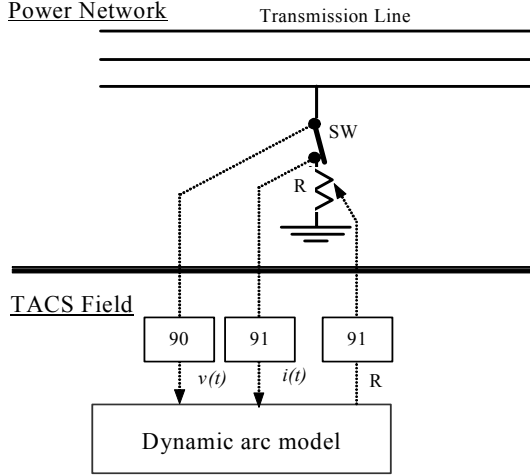 Power Network
Transmission Line
SW
R
TACS Field
90
91
91
v(t)
i(t)
R
Dynamic arc model